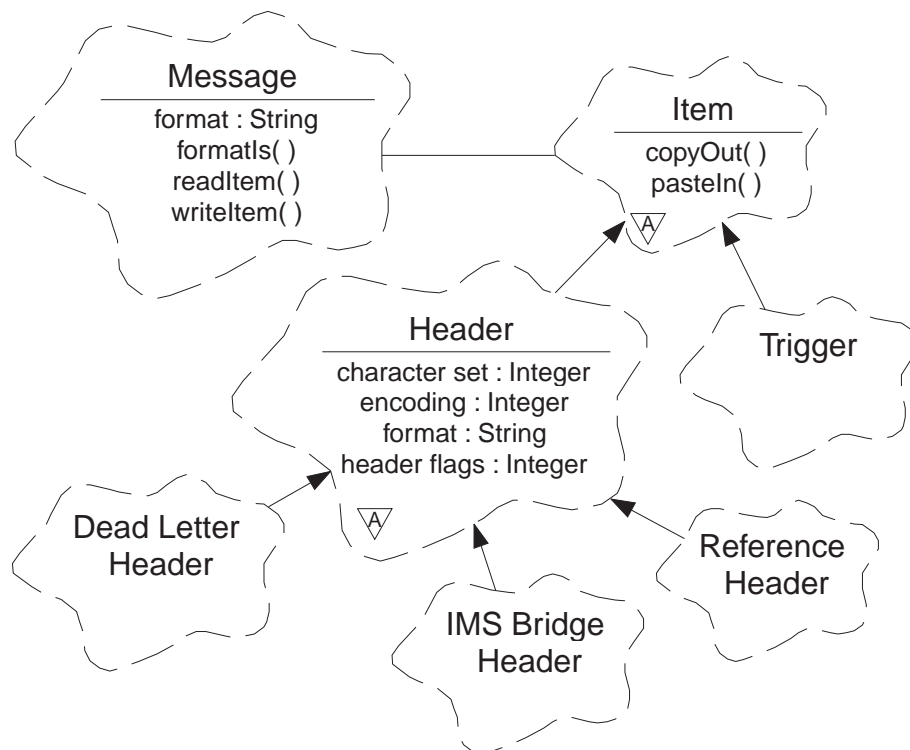 Message
format : String
formatIs( )
readItem( )
writeItem( )
Item
copyOut( )
pasteIn( )
A
Header
character set : Integer
encoding : Integer
format : String
header flags : Integer
A
Trigger
Dead Letter
Header
IMS Bridge
Header
Reference
Header